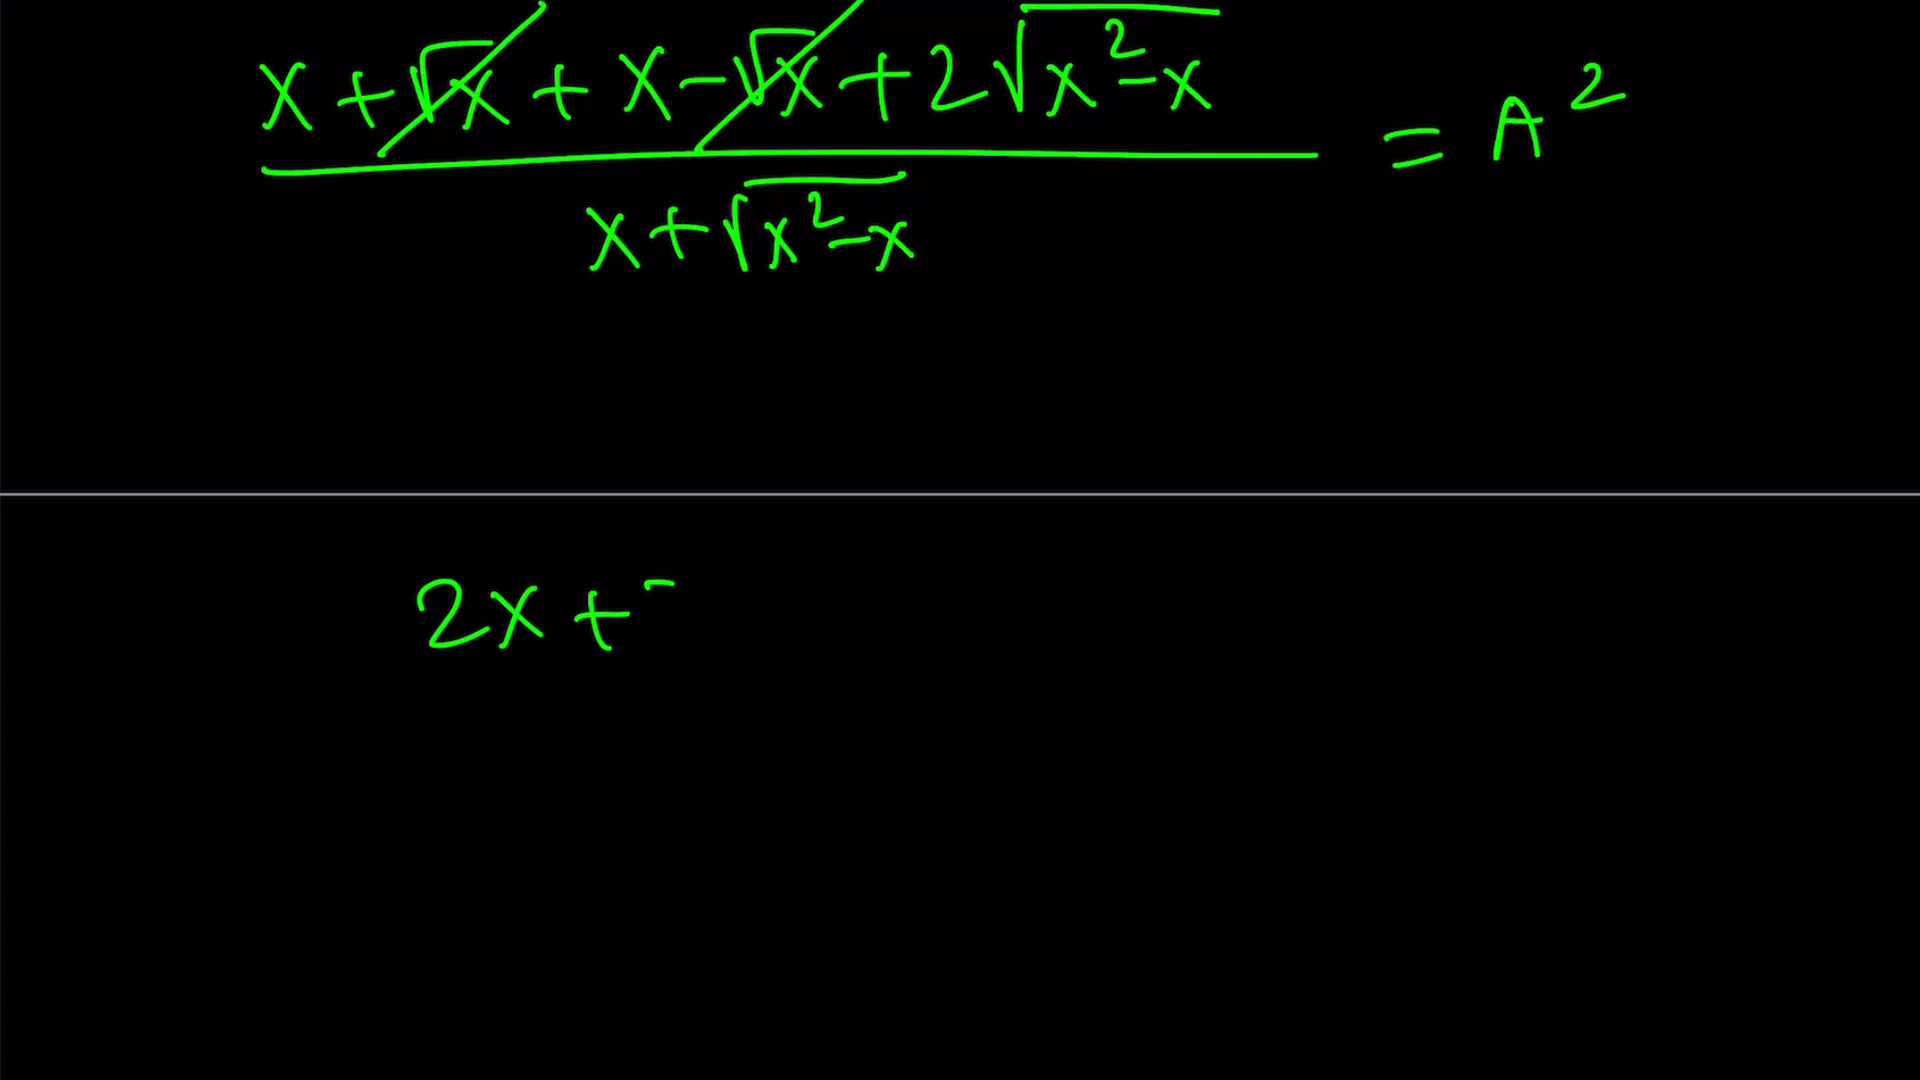 x + √x + x - √x + 2√x² - x
= A²
x + √x² - x
2x +